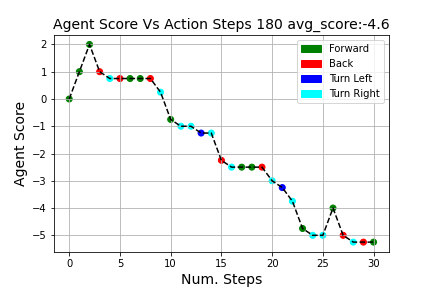 Agent Score Vs Action Steps 180 avg_score:-4.6
Forward
Back
Turn Left
Turn Right
2
1
0
−1
−2
−3
−4
−5
Agent Score
0 5 10 15 20 25 30
Num. Steps